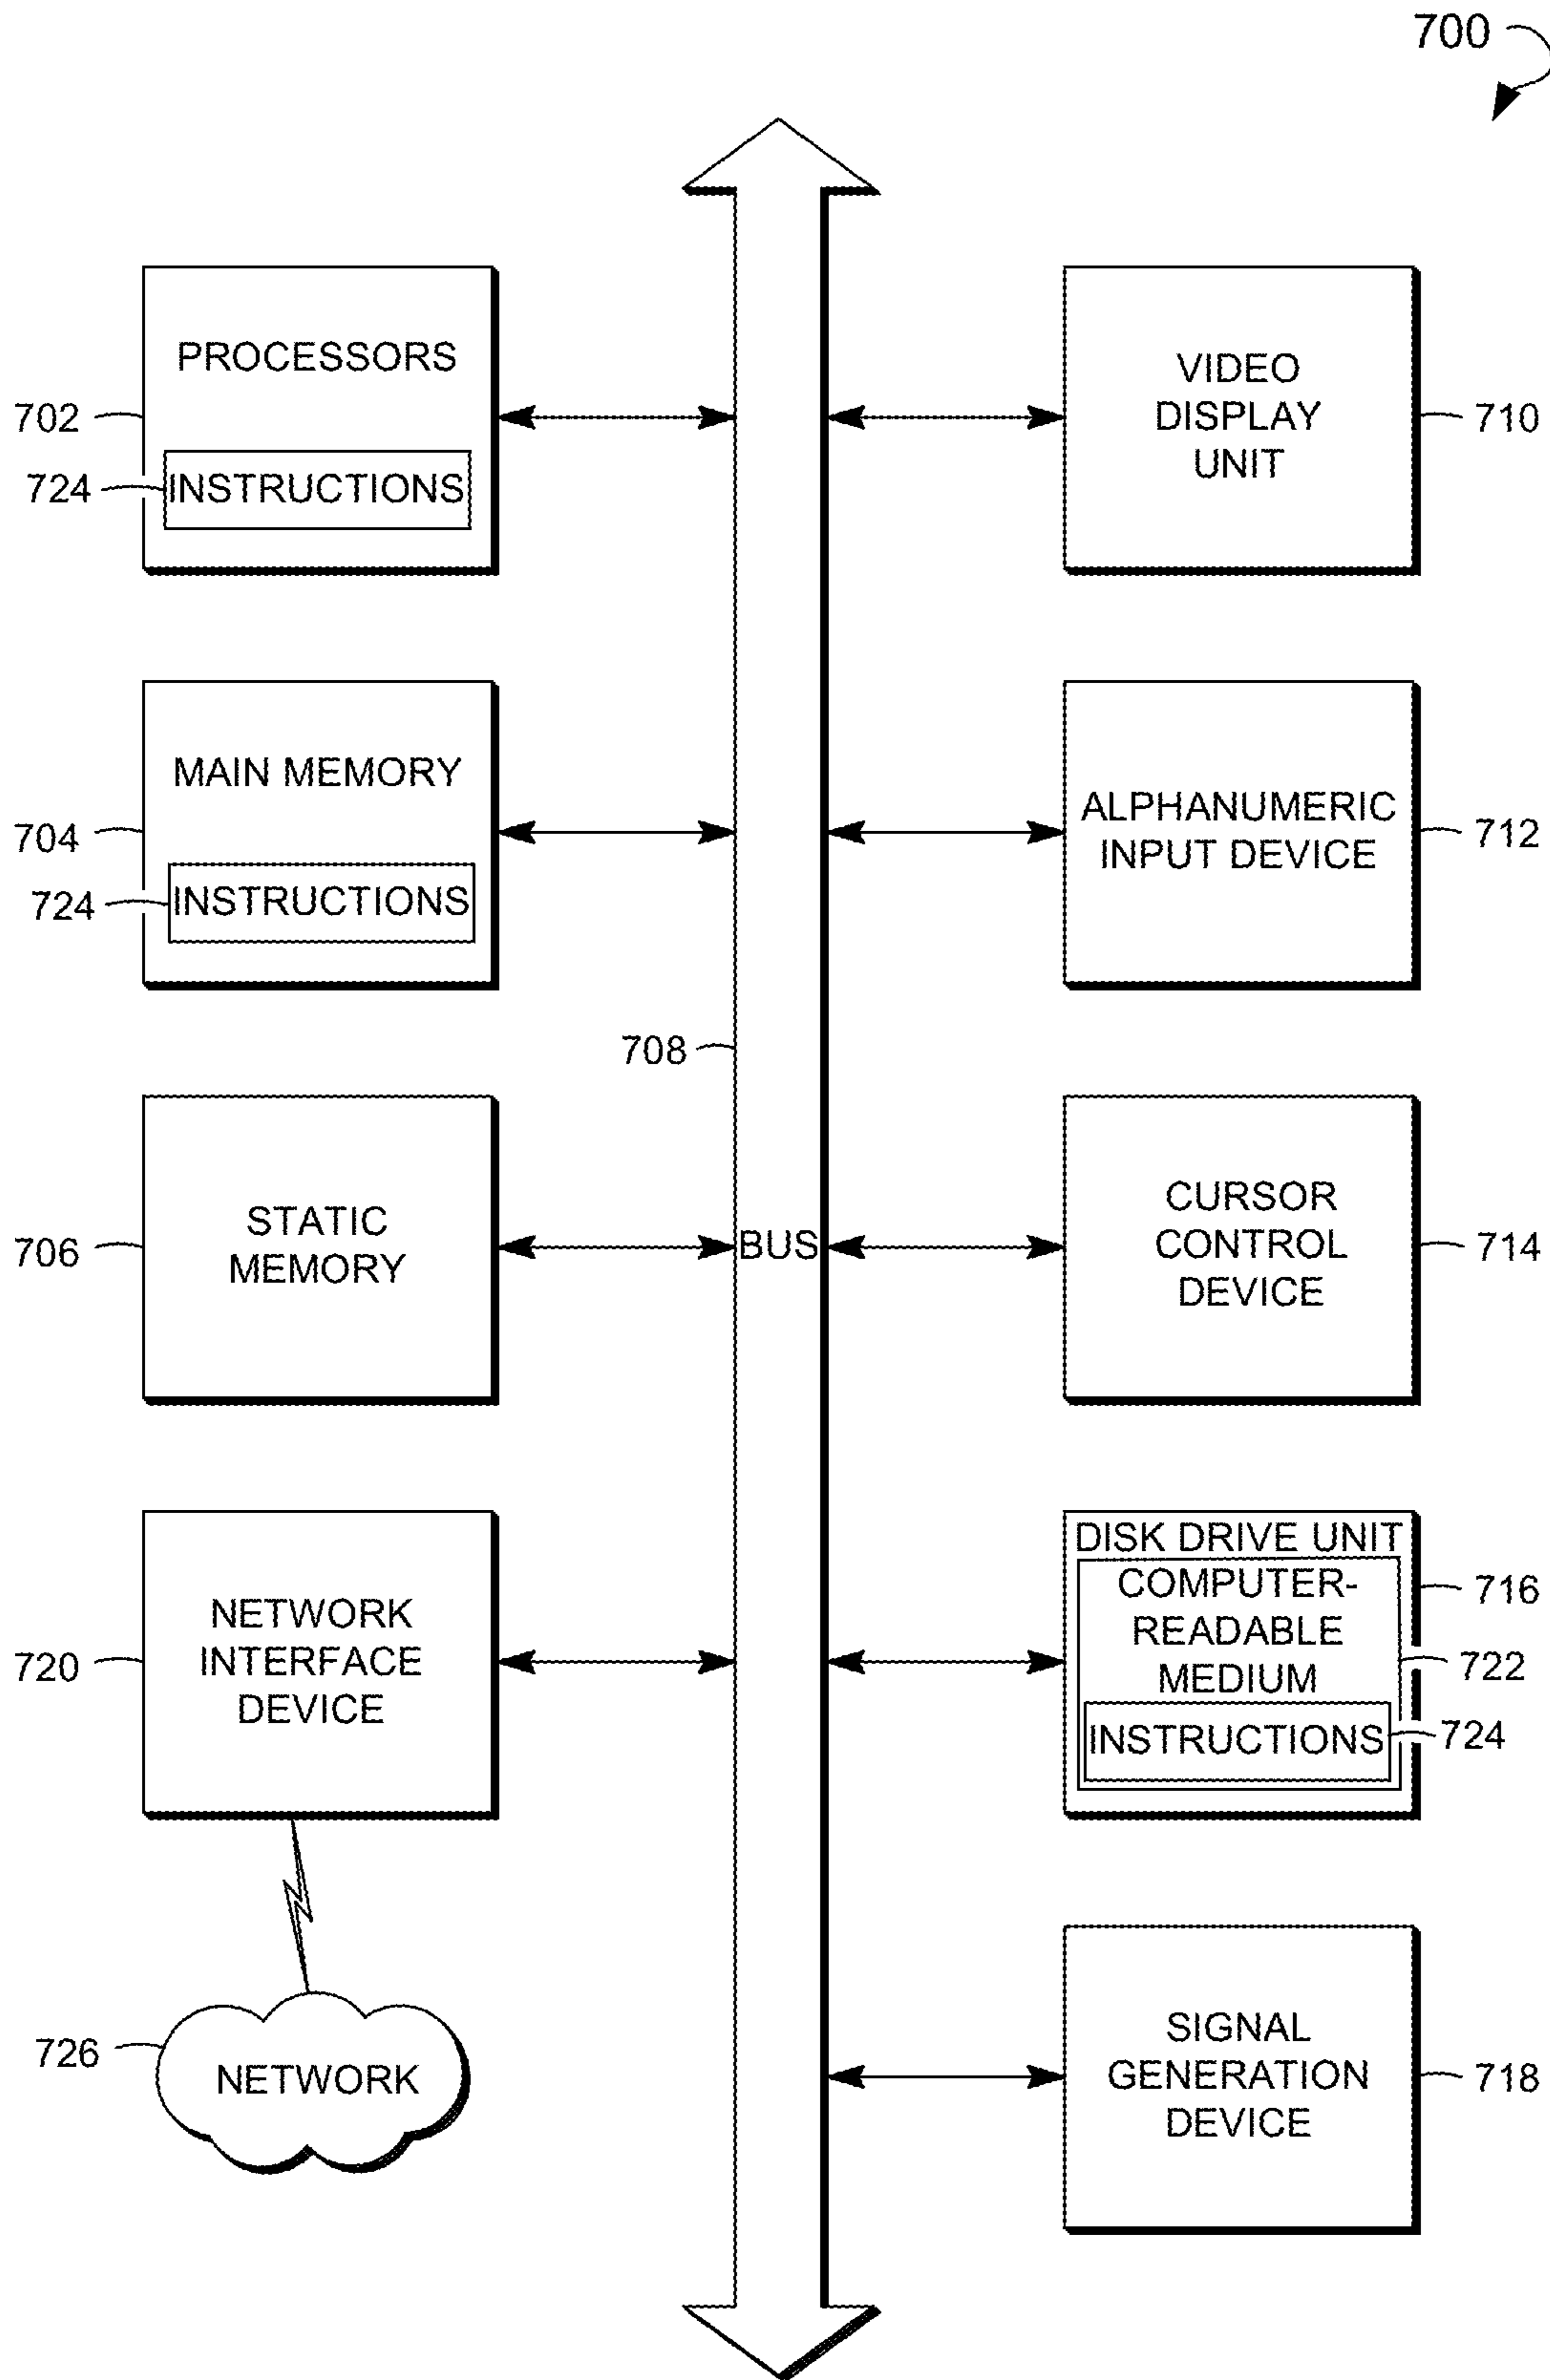 700
PROCESSORS
702
724
INSTRUCTIONS
VIDEO
DISPLAY
UNIT
710
MAIN MEMORY
704
724
INSTRUCTIONS
ALPHANUMERIC
INPUT DEVICE
712
708
STATIC
MEMORY
706
BUS
CURSOR
CONTROL
DEVICE
714
NETWORK
INTERFACE
DEVICE
720
DISK DRIVE UNIT
COMPUTER-
READABLE
MEDIUM
716
722
INSTRUCTIONS
724
726
NETWORK
SIGNAL
GENERATION
DEVICE
718